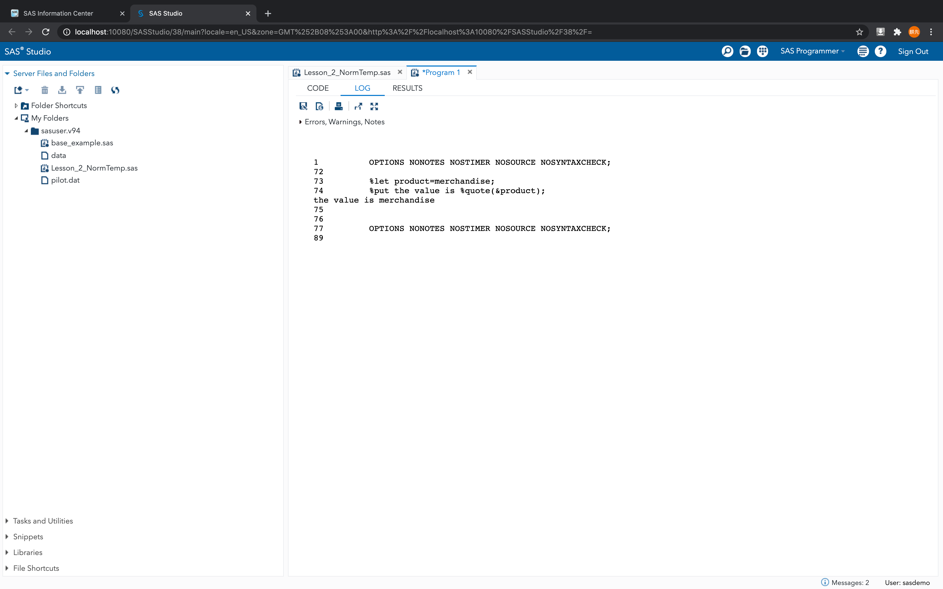 SAS Information Center
SAS Studio
localhost:10080/SASStudio/38/main?locale=en_US&zone=GMT%252B08%253A00&http%3A%2F%2Flocalhost%3A10080%2FSASStudio%2F38%2F=
SAS® Studio
SAS Programmer
Sign Out
Server Files and Folders
Folder Shortcuts
My Folders
sasuser.v94
base_example.sas
data
Lesson_2_NormTemp.sas
pilot.dat
Tasks and Utilities
Snippets
Libraries
File Shortcuts
Lesson_2_NormTemp.sas
*Program 1
CODE LOG RESULTS
Errors, Warnings, Notes
1 OPTIONS NONOTES NOSTIMER NOSOURCE NOSYNTAXCHECK;
72
73 %let product=merchandise;
74 %put the value is %quote(&product);
the value is merchandise
75
76
77 OPTIONS NONOTES NOSTIMER NOSOURCE NOSYNTAXCHECK;
89
Messages: 2
User: sasdemo